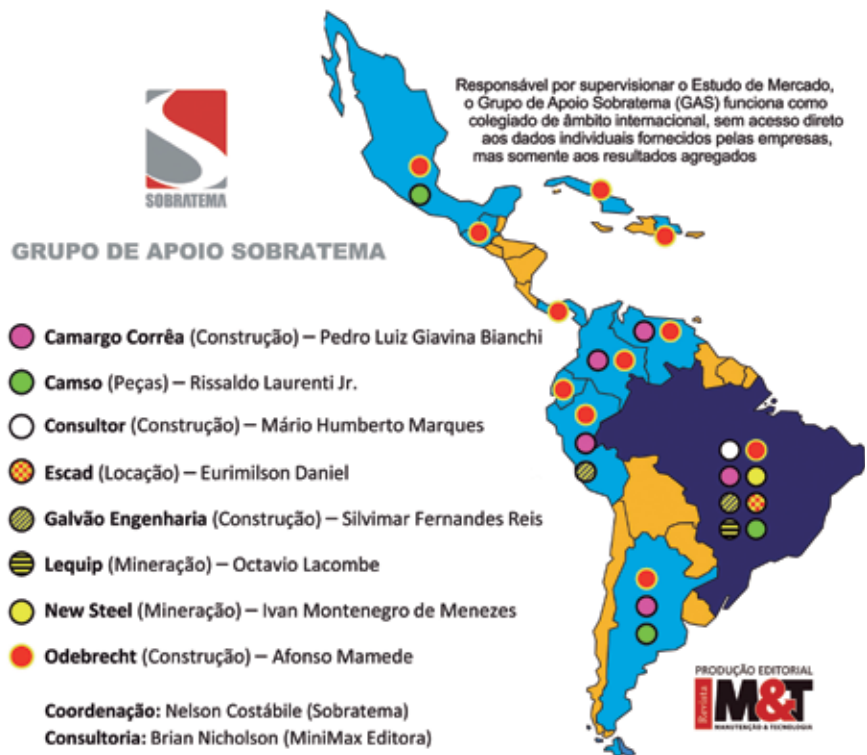 Responsável por supervisionar o Estudo de Mercado,
o Grupo de Apoio Sobratema (GAS) funciona como
colegiado de âmbito internacional, sem acesso direto
aos dados individuais fornecidos pelas empresas,
mas somente aos resultados agregados
SOBRATEMA
GRUPO DE APOIO SOBRATEMA
Camargo Corrêa (Construção) – Pedro Luiz Giavina Bianchi
Camso (Peças) – Rissaldo Laurenti Jr.
Consultor (Construção) – Mário Humberto Marques
Escad (Locação) – Eurimilson Daniel
Galvão Engenharia (Construção) – Silvimar Fernandes Reis
Lequip (Mineração) – Octavio Lacombe
New Steel (Mineração) – Ivan Montenegro de Menezes
Odebrecht (Construção) – Afonso Mamede
Coordenação: Nelson Costábile (Sobratema)
Consultoria: Brian Nicholson (MiniMax Editora)
PRODUÇÃO EDITORIAL
Revista
M&T
MANUTENÇÃO & TECNOLOGIA